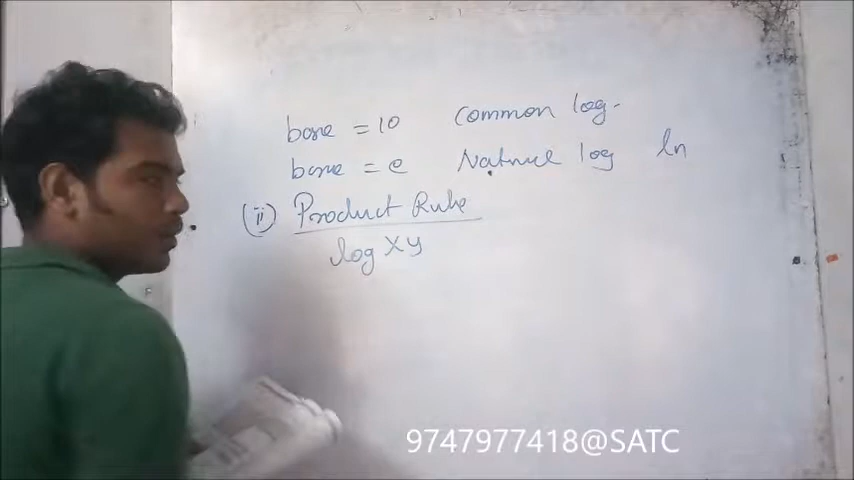 base = 10 Common log.
base = e Natural log ln
(ii) Product Rule
log xy
9747977418@SATC